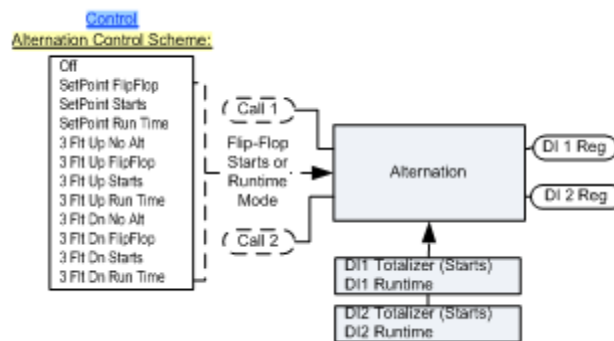 Control
Alternation Control Scheme:
Off
SetPoint FlipFlop
SetPoint Starts
SetPoint Run Time
3 Flt Up No Alt
3 Flt Up FlipFlop
3 Flt Up Starts
3 Flt Up Run Time
3 Flt Dn No Alt
3 Flt Dn FlipFlop
3 Flt Dn Starts
3 Flt Dn Run Time
Call 1
Flip-Flop
Starts or
Runtime
Mode
Call 2
Alternation
DI 1 Reg
DI 2 Reg
DI1 Totalizer (Starts)
DI1 Runtime
DI2 Totalizer (Starts)
DI2 Runtime